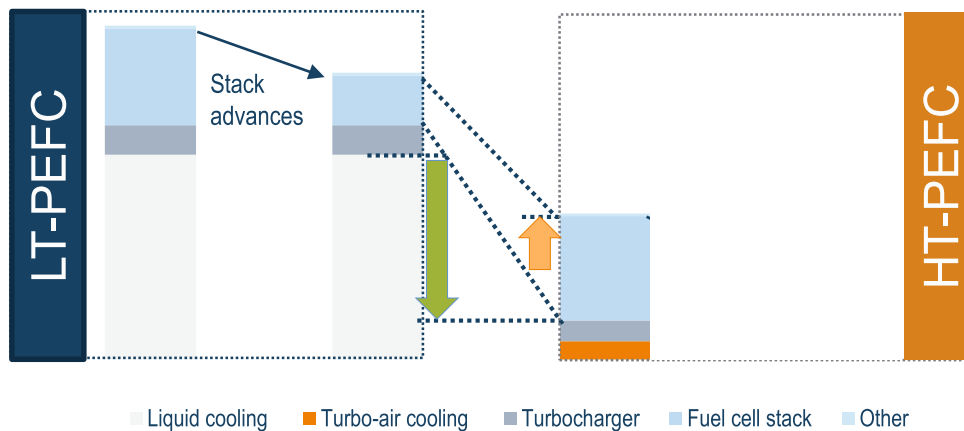 LT-PEFC
Stack
advances
HT-PEFC
Liquid cooling
Turbo-air cooling
Turbocharger
Fuel cell stack
Other